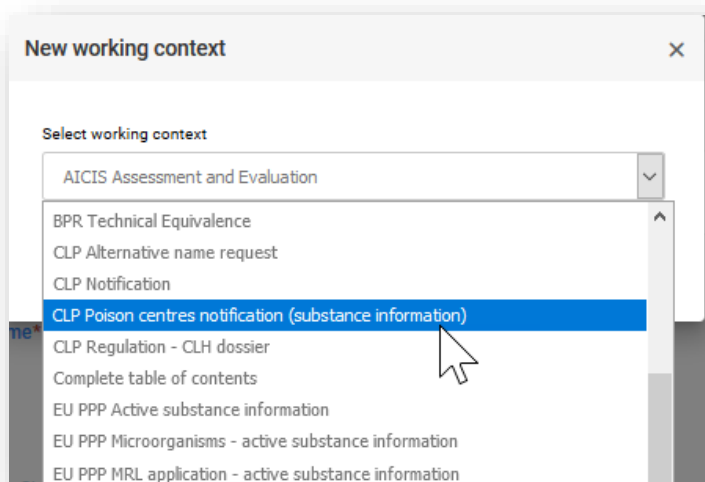 New working context
Select working context
AICIS Assessment and Evaluation
BPR Technical Equivalence
CLP Alternative name request
CLP Notification
CLP Poison centres notification (substance information)
me*
CLP Regulation - CLH dossier
Complete table of contents
EU PPP Active substance information
EU PPP Microorganisms - active substance information
EU PPP MRL application - active substance information